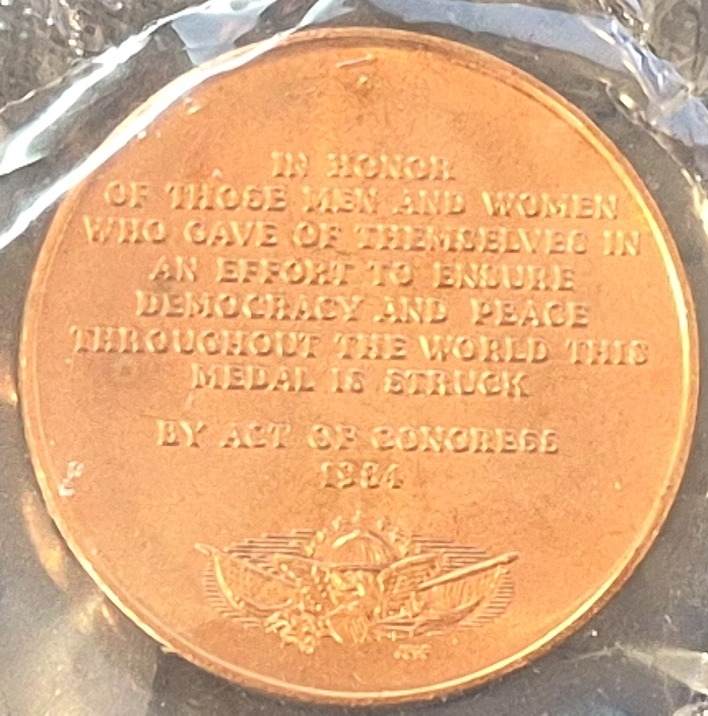 IN HONOR
OF THOSE MEN AND WOMEN
WHO GAVE OF THEMSELVES IN
AN EFFORT TO ENSURE
DEMOCRACY AND PEACE
THROUGHOUT THE WORLD THIS
MEDAL IS STRUCK
BY ACT OF CONGRESS
1984